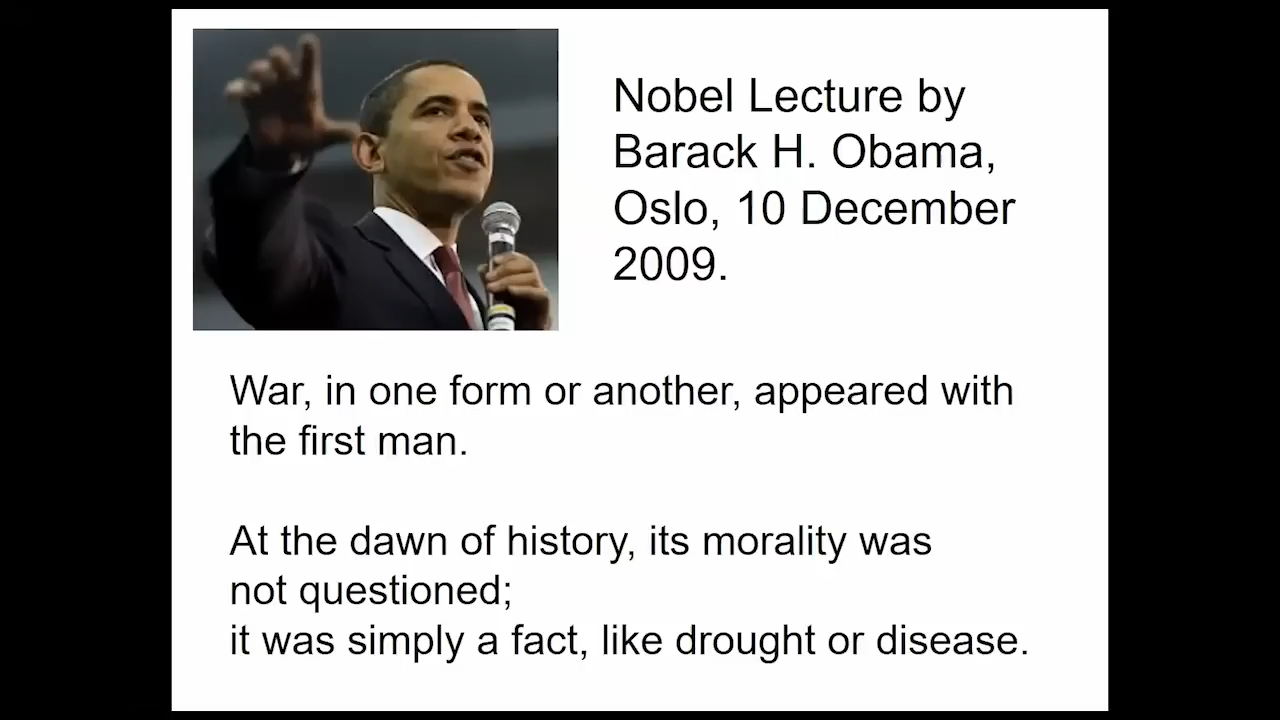 Nobel Lecture by
Barack H. Obama,
Oslo, 10 December
2009.
War, in one form or another, appeared with
the first man.
At the dawn of history, its morality was
not questioned;
it was simply a fact, like drought or disease.